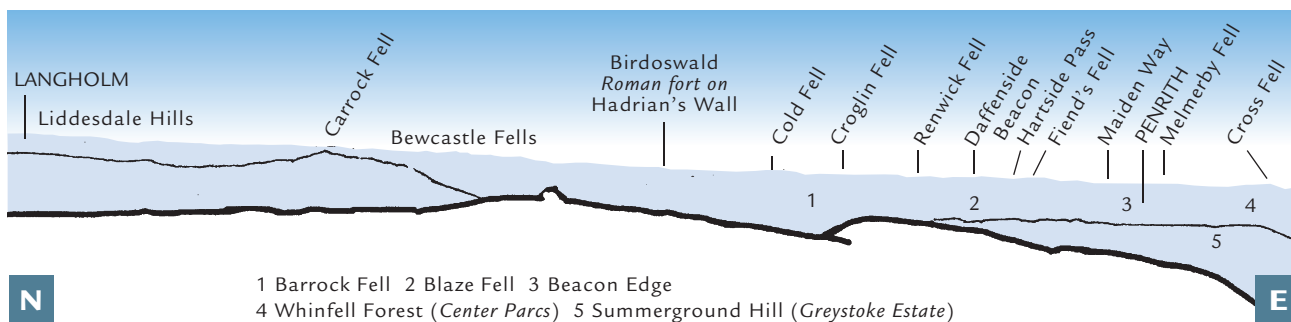 LANGHOLM
Liddesdale Hills
Carrock Fell
Bewcastle Fells
Birdoswald
Roman fort on
Hadrian's Wall
Cold Fell
Croglin Fell
Renwick Fell
Daffenside
Beacon
Hartside Pass
Fiend's Fell
Maiden Way
PENRITH
Melmerby Fell
Cross Fell
1
2
3
4
5
N
1 Barrock Fell 2 Blaze Fell 3 Beacon Edge
4 Whinfell Forest (Center Parcs) 5 Summerground Hill (Greystoke Estate)
E